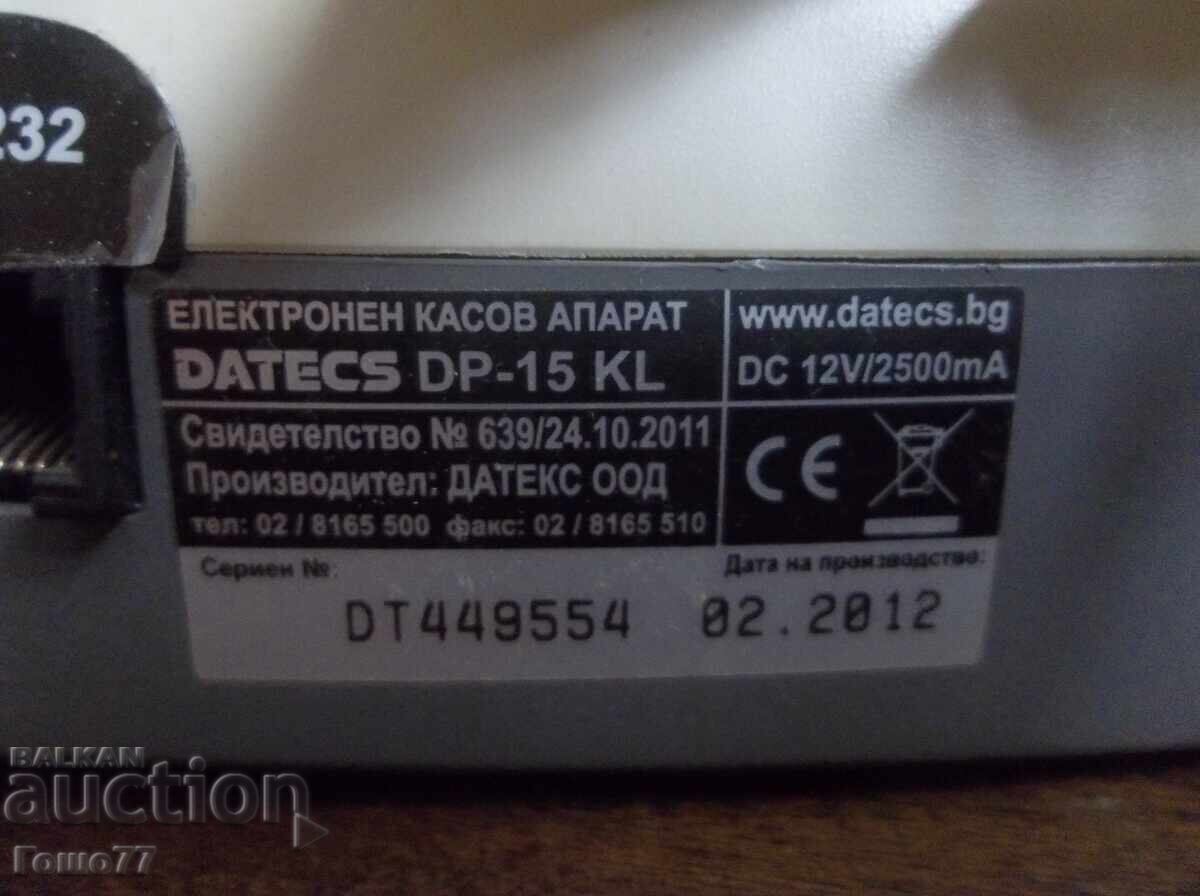 232
ЕЛЕКТРОНЕН КАСОВ АПАРАТ
DATECS DP-15 KL
www.datecs.bg
DC 12V/2500mA
Свидетелство № 639/24.10.2011
Производител: ДАТЕКС ООД
тел: 02 / 8165 500 факс: 02 / 8165 510
CE
Сериен №:
DT449554
Дата на производство:
02.2012
BALKAN
auction
Гошо77